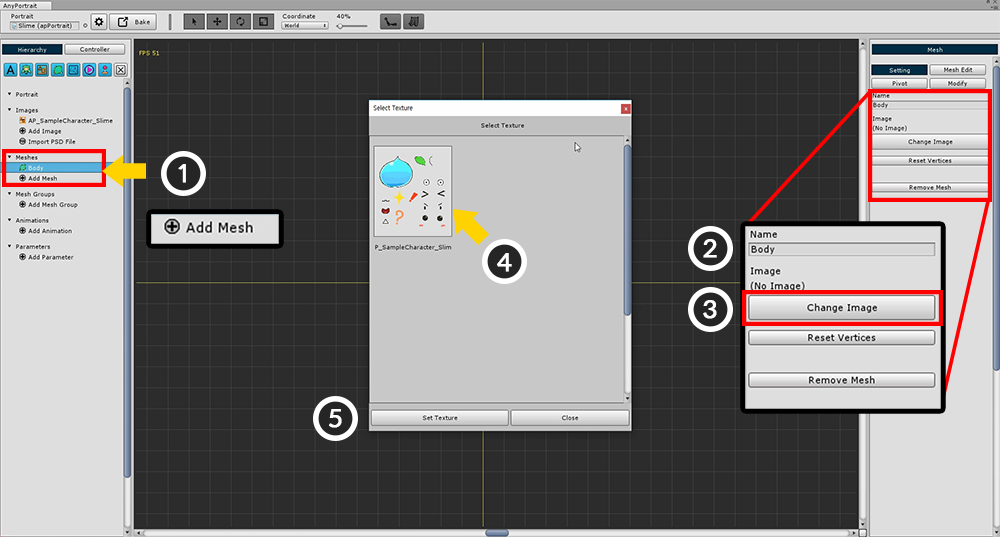 AnyPortrait
Portrait
Slime (apPortrait)
Bake
Coordinate
World
40%
Hierarchy
Controller
A
Portrait
Images
AP_SampleCharacter_Slime
Add Image
Import PSD File
Meshes
Body
Add Mesh
Mesh Groups
Add Mesh Group
Animations
Add Animation
Parameters
Add Parameter
FPS 51
1
Add Mesh
Select Texture
Select Texture
P_SampleCharacter_Slim
4
5
Set Texture
Close
Mesh
Setting
Mesh Edit
Pivot
Modify
Name
Body
Image
(No Image)
Change Image
Reset Vertices
Remove Mesh
2
Name
Body
Image
(No Image)
3
Change Image
Reset Vertices
Remove Mesh